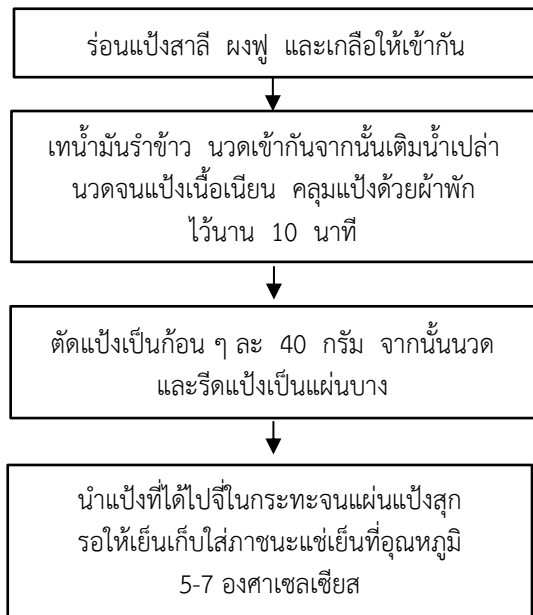 ร่อนแป้งสาลี ผงฟู และเกลือให้เข้ากัน
เทน้ำมันรำข้าว นวดเข้ากันจากนั้นเติมน้ำเปล่า
นวดจนแป้งเนื้อเนียน คลุมแป้งด้วยผ้าพัก
ไว้นาน 10 นาที
ตัดแป้งเป็นก้อน ๆ ละ 40 กรัม จากนั้นนวด
และรีดแป้งเป็นแผ่นบาง
นำแป้งที่ได้ไปจี่ในกระทะจนแผ่นแป้งสุก
รอให้เย็นเก็บใส่ภาชนะแช่เย็นที่อุณหภูมิ
5-7 องศาเซลเซียส